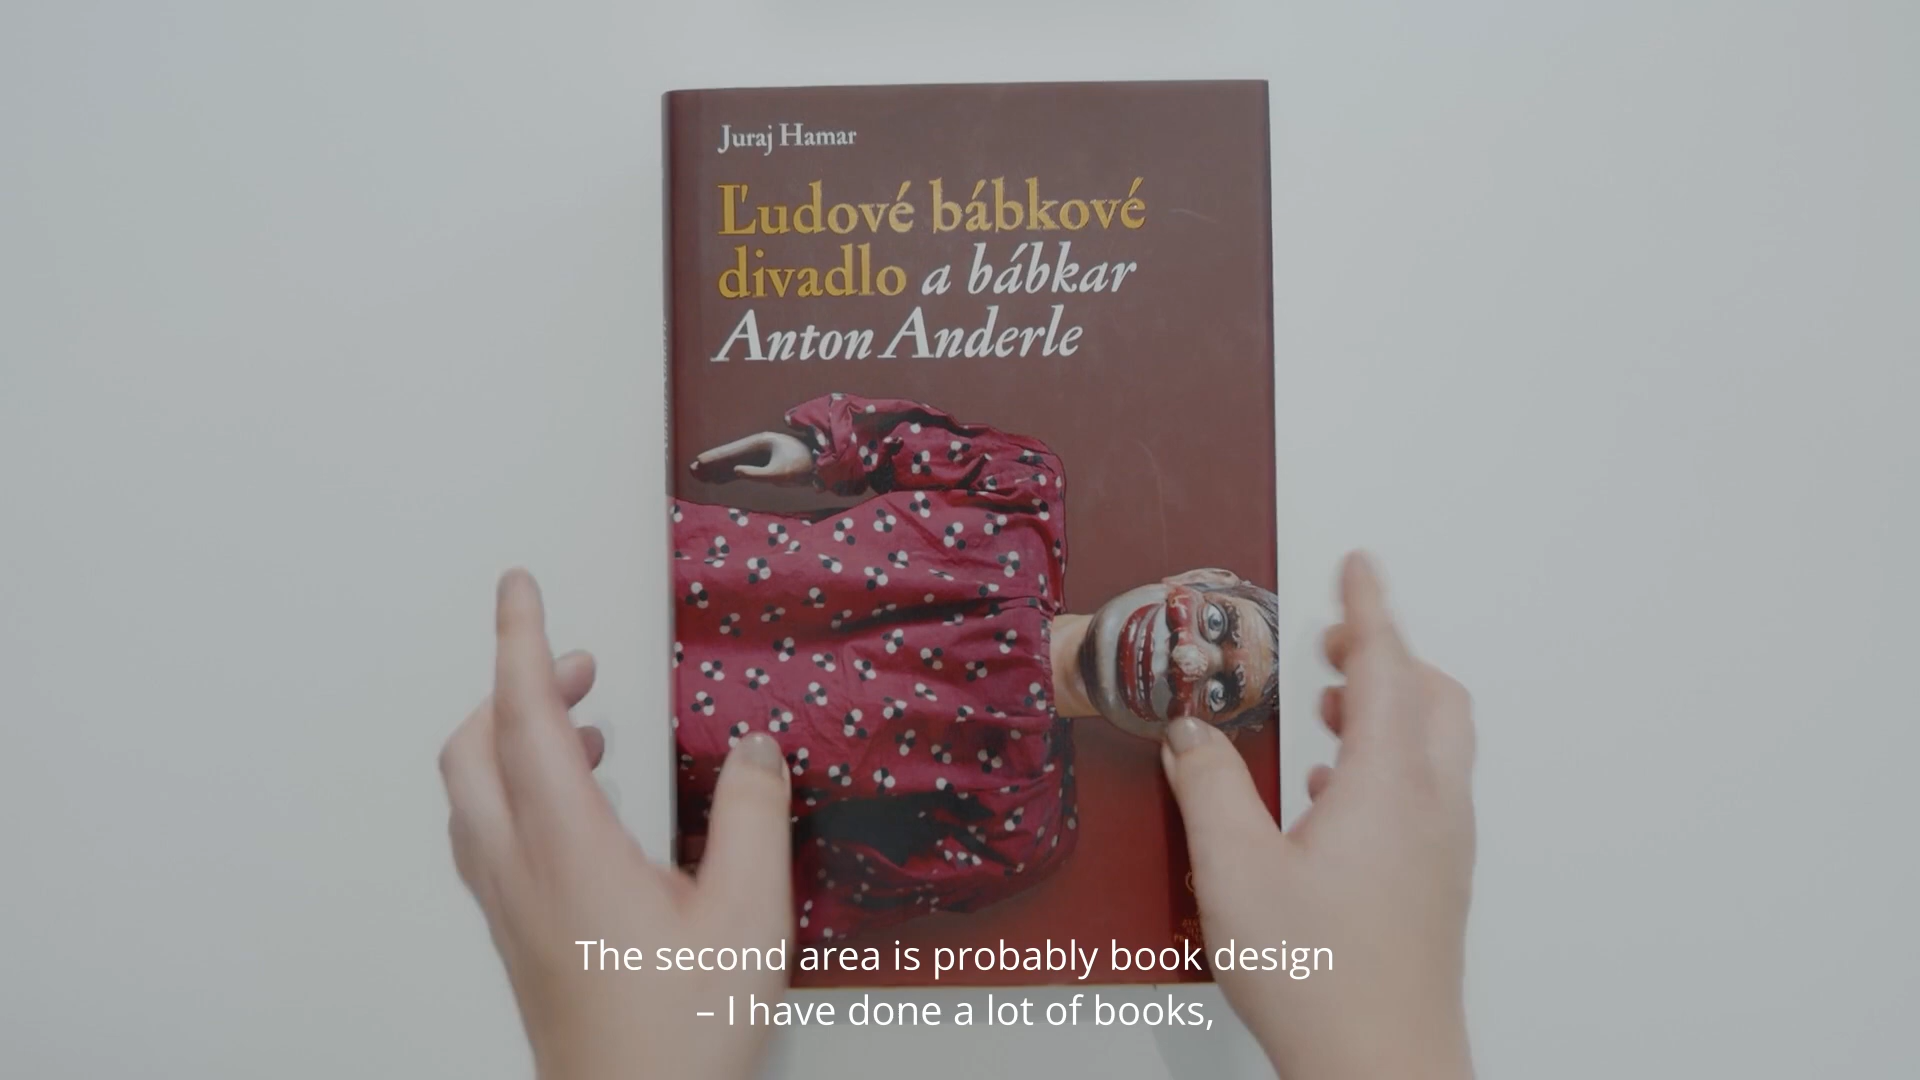 Juraj Hamar
Ľudové bábkové
divadlo a bábkar
Anton Anderle
The second area is probably book design
– I have done a lot of books,